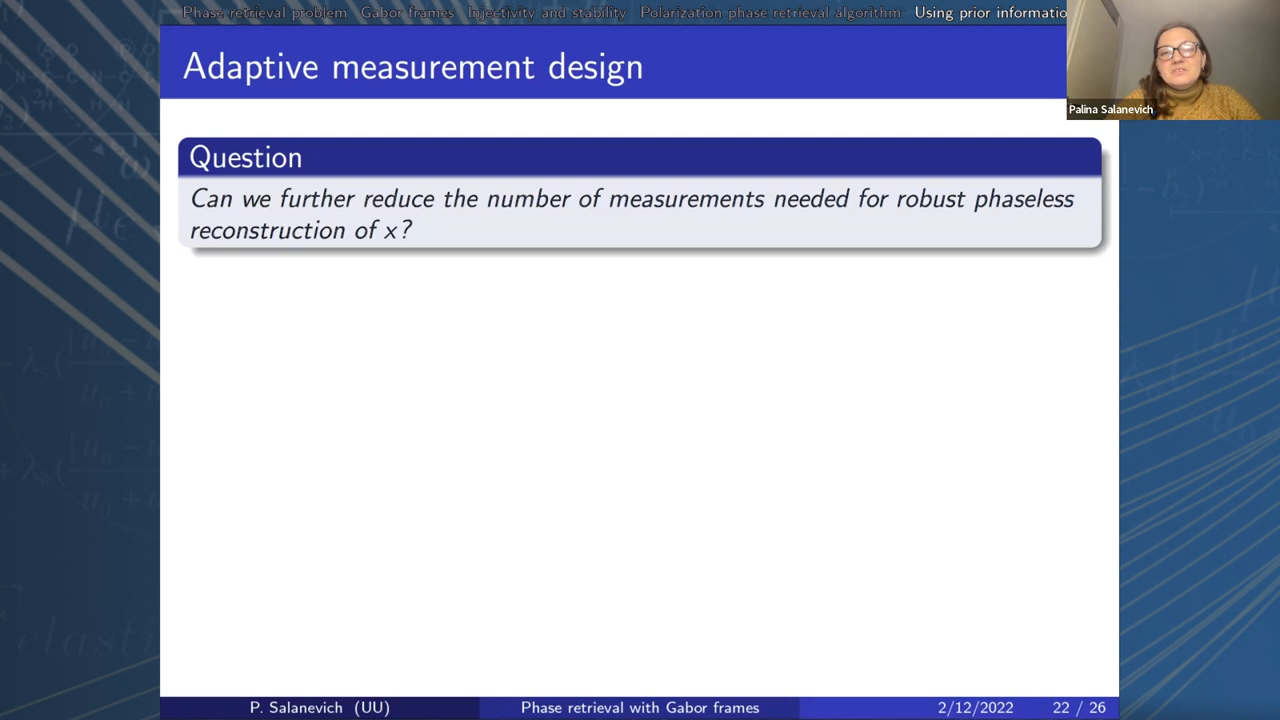 Phase retrieval problem Gabor frames Injectivity and stability Polarization phase retrieval algorithm Using prior informatio
Adaptive measurement design
Palina Salanevich
Question
Can we further reduce the number of measurements needed for robust phaseless
reconstruction of x?
P. Salanevich (UU) Phase retrieval with Gabor frames 2/12/2022 22 / 26